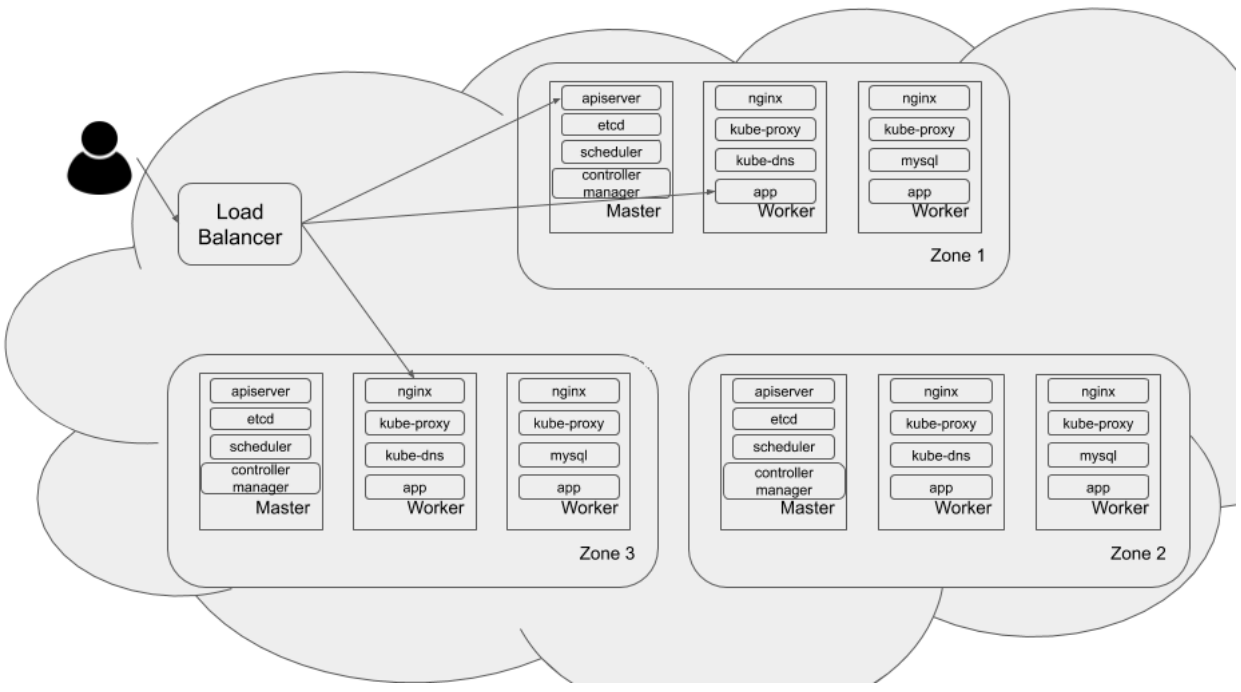 Load
Balancer
apiserver
etcd
scheduler
controller
manager
Master
nginx
kube-proxy
kube-dns
app
Worker
nginx
kube-proxy
mysql
app
Worker
Zone 1
apiserver
etcd
scheduler
controller
manager
Master
nginx
kube-proxy
kube-dns
app
Worker
nginx
kube-proxy
mysql
app
Worker
Zone 3
apiserver
etcd
scheduler
controller
manager
Master
nginx
kube-proxy
kube-dns
app
Worker
nginx
kube-proxy
mysql
app
Worker
Zone 2